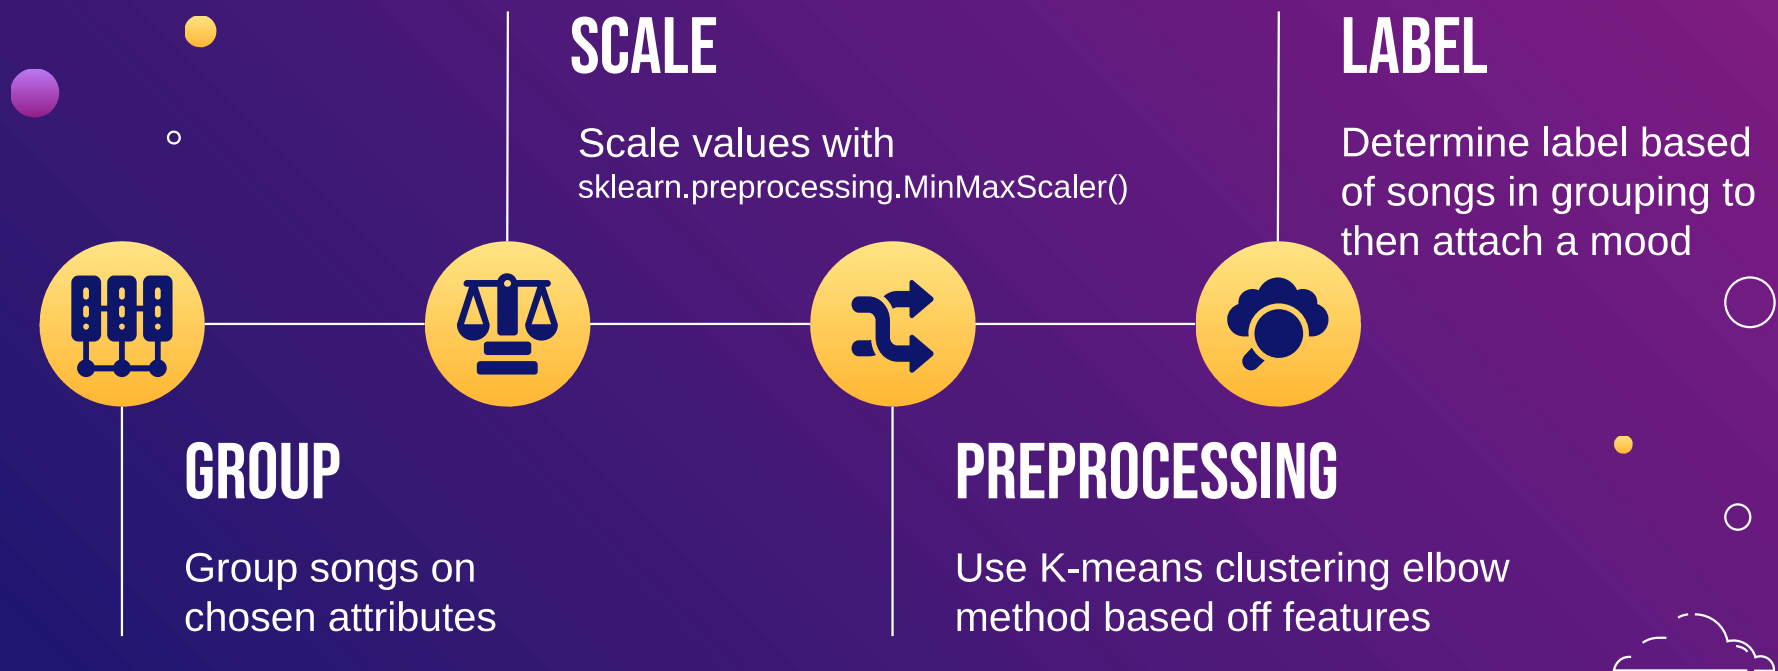 SCALE
Scale values with
sklearn.preprocessing.MinMaxScaler()
LABEL
Determine label based
of songs in grouping to
then attach a mood
GROUP
Group songs on
chosen attributes
PREPROCESSING
Use K-means clustering elbow
method based off features